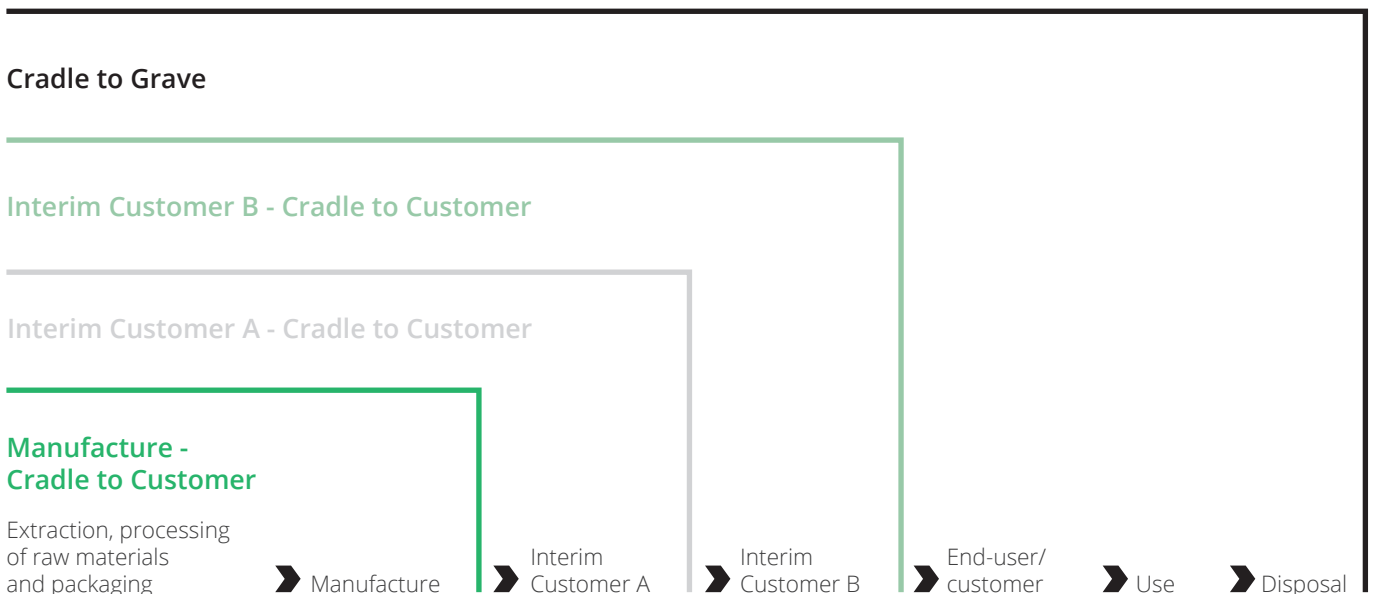 Cradle to Grave
Interim Customer B - Cradle to Customer
Interim Customer A - Cradle to Customer
Manufacture -
Cradle to Customer
Extraction, processing
of raw materials
and packaging
Manufacture
Interim
Customer A
Interim
Customer B
End-user/
customer
Use
Disposal